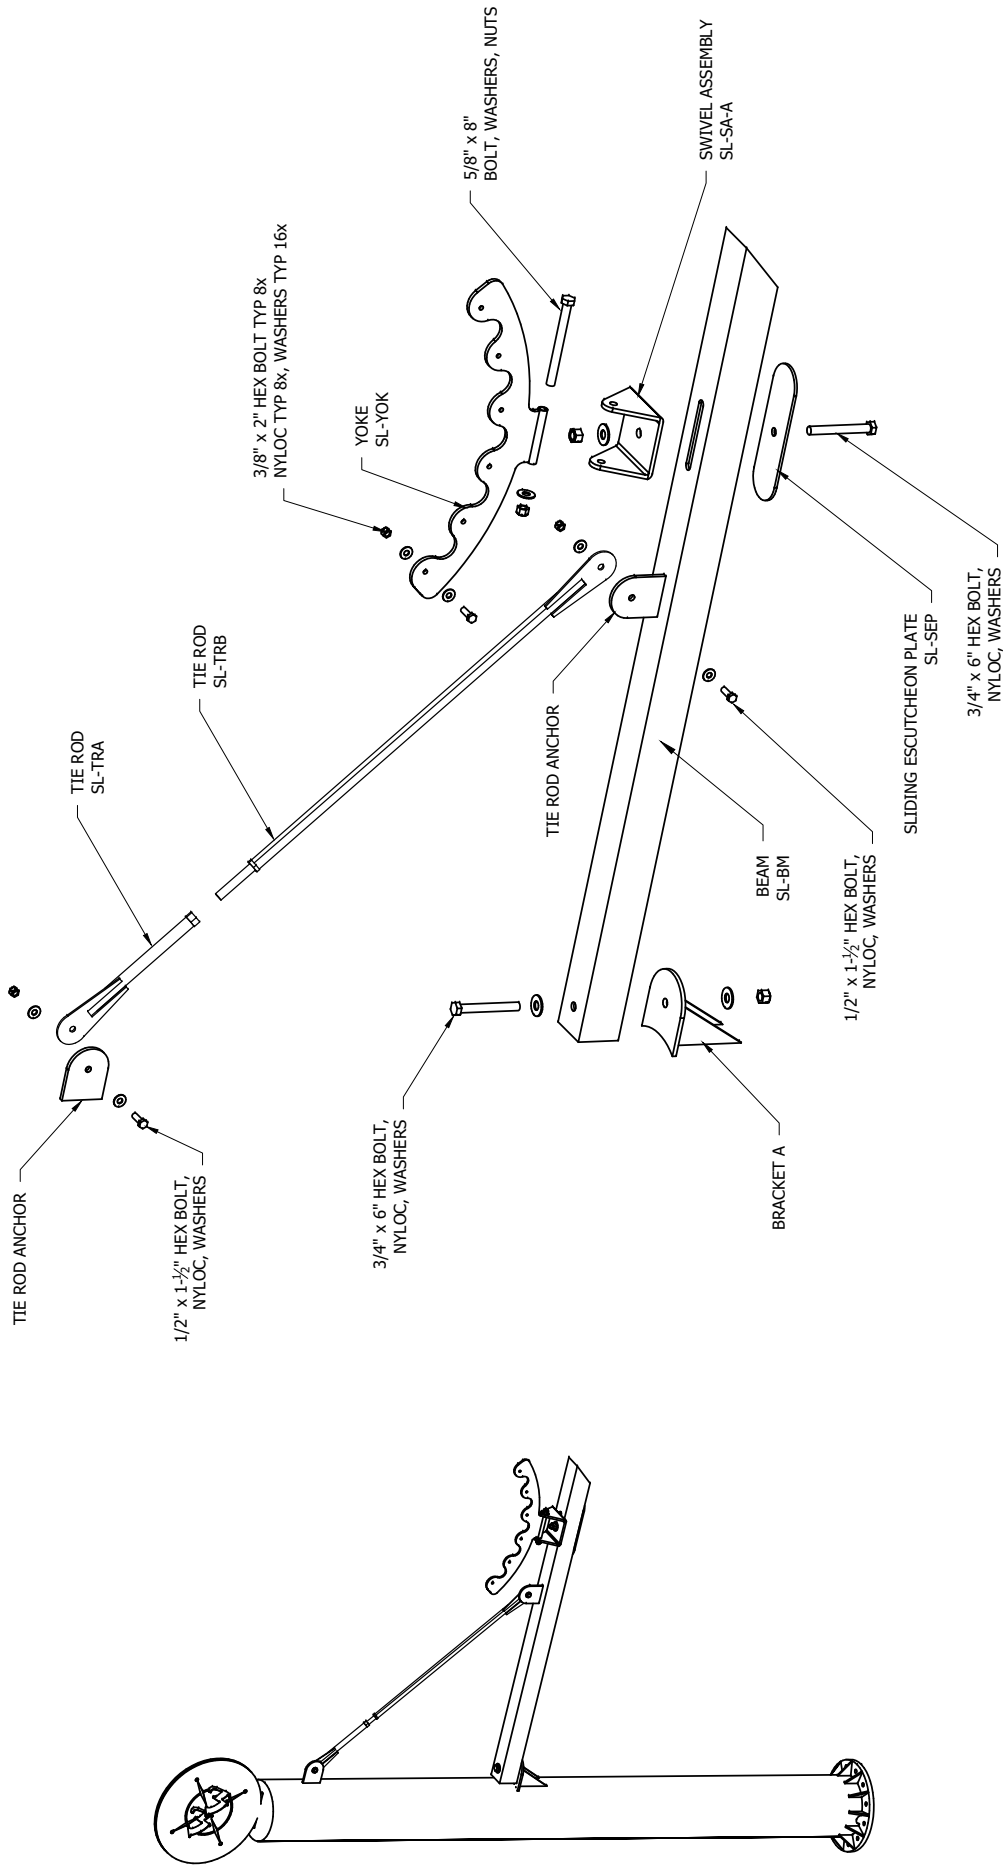 TIE ROD ANCHOR
1/2" x 1-½" HEX BOLT,
NYLOC, WASHERS
TIE ROD
SL-TRA
TIE ROD
SL-TRB
3/8" x 2" HEX BOLT TYP 8x
NYLOC TYP 8x, WASHERS TYP 16x
YOKE
SL-YOK
5/8" x 8"
BOLT, WASHERS, NUTS
SWIVEL ASSEMBLY
SL-SA-A
3/4" x 6" HEX BOLT,
NYLOC, WASHERS
TIE ROD ANCHOR
BRACKET A
BEAM
SL-BM
1/2" x 1-½" HEX BOLT,
NYLOC, WASHERS
SLIDING ESCUTCHEON PLATE
SL-SEP
3/4" x 6" HEX BOLT,
NYLOC, WASHERS